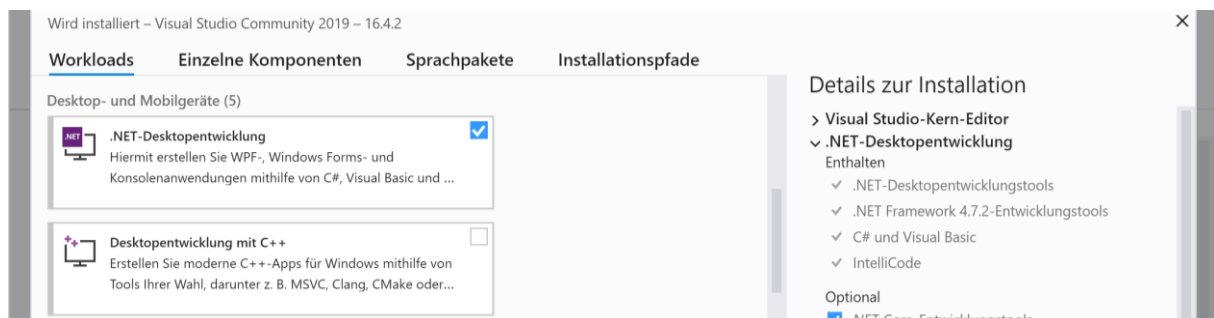 Wird installiert – Visual Studio Community 2019 – 16.4.2
Workloads Einzelne Komponenten Sprachpakete Installationspfade
Desktop- und Mobilgeräte (5)
.NET
.NET-Desktopentwicklung
Hiermit erstellen Sie WPF-, Windows Forms- und
Konsolenanwendungen mithilfe von C#, Visual Basic und ...
Desktopentwicklung mit C++
Erstellen Sie moderne C++-Apps für Windows mithilfe von
Tools Ihrer Wahl, darunter z. B. MSVC, Clang, CMake oder...
Details zur Installation
Visual Studio-Kern-Editor
.NET-Desktopentwicklung
Enthalten
.NET-Desktopentwicklungstools
.NET Framework 4.7.2-Entwicklungstools
C# und Visual Basic
IntelliCode
Optional
.NET Core-Entwicklungstools